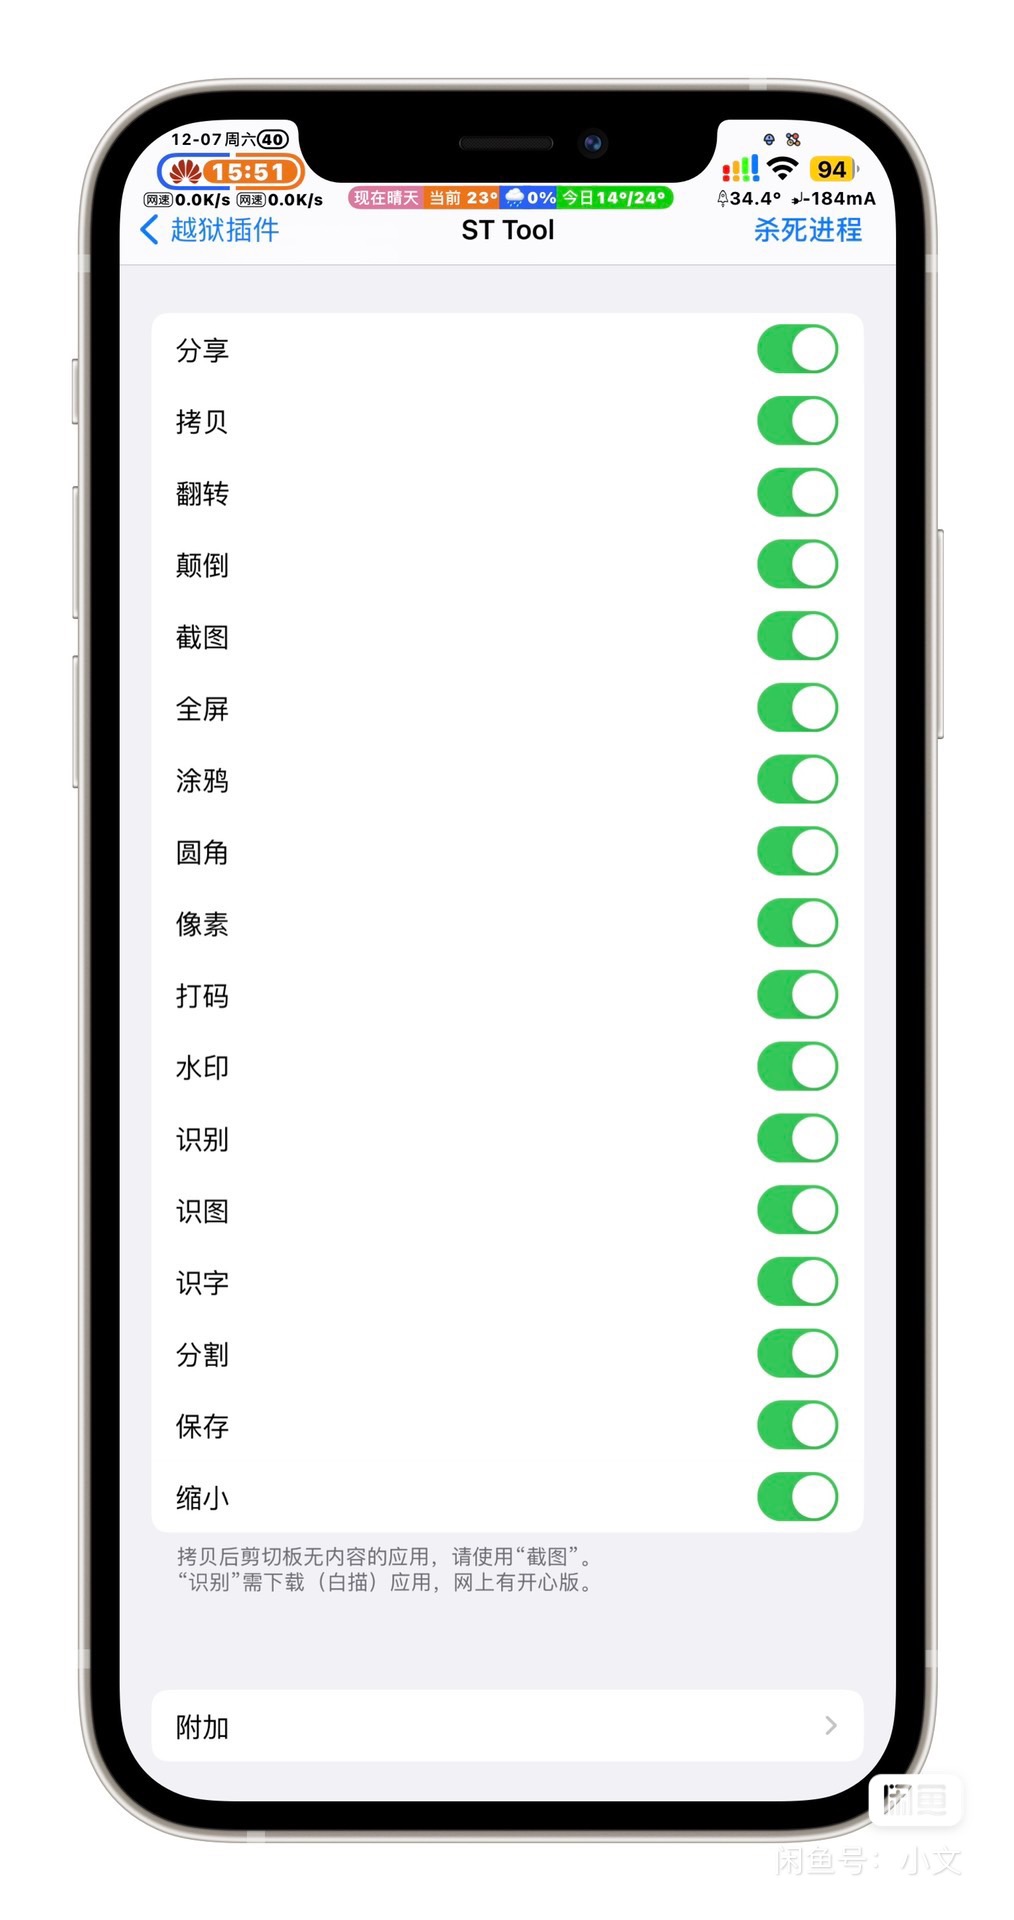 12-07周六40
15:51
94
网速0.0K/s 网速0.0K/s
现在晴天 当前 23° 0% 今日14°/24°
34.4° -184mA
越狱插件
ST Tool
杀死进程
分享
拷贝
翻转
颠倒
截图
全屏
涂鸦
圆角
像素
打码
水印
识别
识图
识字
分割
保存
缩小
拷贝后剪切板无内容的应用，请使用“截图”。
“识别”需下载（白描）应用，网上有开心版。
附加
闲鱼
闲鱼号：小文